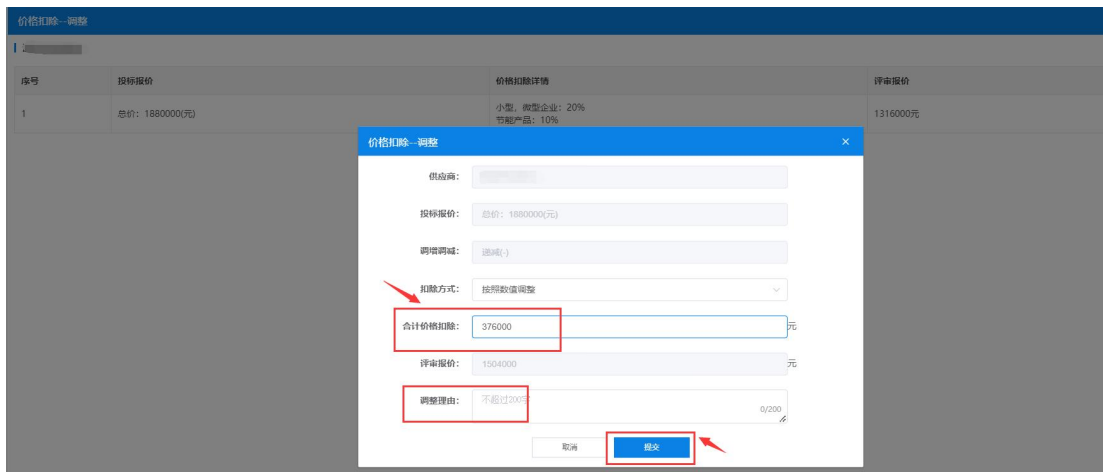 价格扣除--调整
序号 投标报价 价格扣除详情 评审报价
1 总价：1880000(元) 小型，微型企业：20% 1316000元
节能产品：10%
价格扣除--调整 ×
供应商：
投标报价： 总价：1880000(元)
调增调减： 递减(-)
扣除方式： 按照数值调整
合计价格扣除： 376000 元
评审报价： 1504000 元
调整理由： 不超过200字
0/200
取消 提交